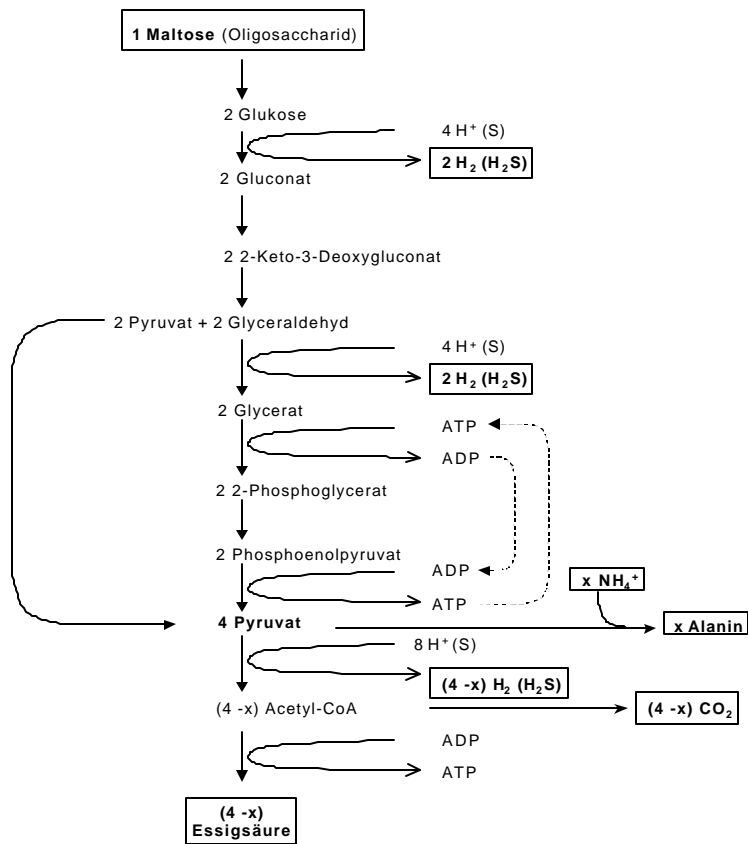 1 Maltose (Oligosaccharid)
2 Glukose
4 H⁺ (S)
2 H₂ (H₂S)
2 Gluconat
2 2-Keto-3-Deoxygluconat
2 Pyruvat + 2 Glyceraldehyd
4 H⁺ (S)
2 H₂ (H₂S)
2 Glycerat
ATP
ADP
2 2-Phosphoglycerat
2 Phosphoenolpyruvat
ADP
x NH₄⁺
ATP
4 Pyruvat
x Alanin
8 H⁺ (S)
(4 -x) H₂ (H₂S)
(4 -x) Acetyl-CoA
(4 -x) CO₂
ADP
ATP
(4 -x)
Essigsäure